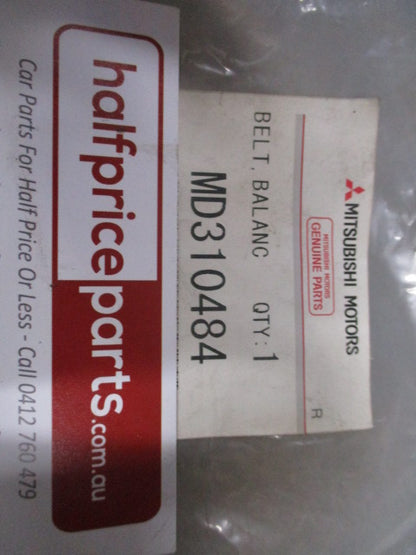 MITSUBISHI MOTORS
MITSUBISHI MOTORS
GENUINE PARTS
R
BELT, BALANC QTY: 1
MD310484
halfpriceparts.com.au
Car Parts For Half Price Or Less - Call 0412 760 479